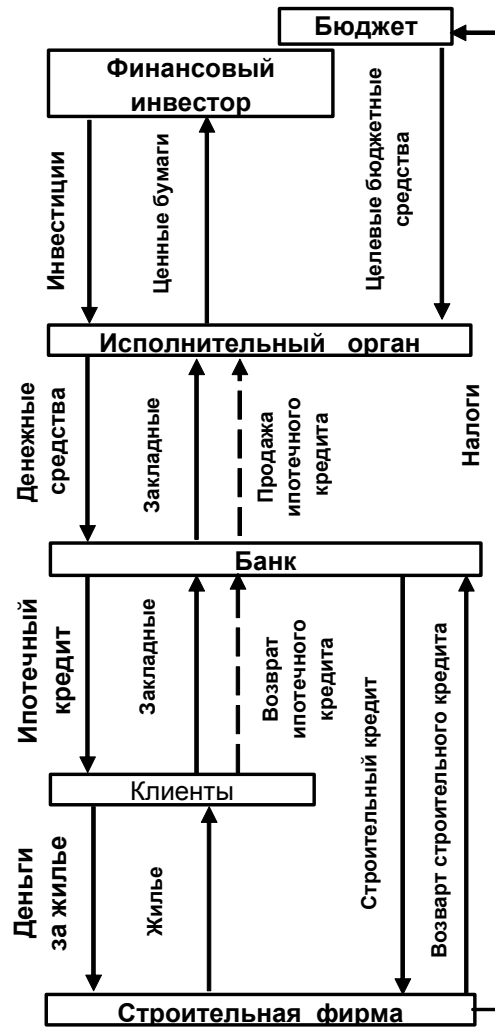 Бюджет
Финансовый
инвестор
Инвестиции
Ценные бумаги
Целевые бюджетные
средства
Исполнительный орган
Денежные
средства
Закладные
Продажа
ипотечного
кредита
Налоги
Банк
Ипотечный
кредит
Закладные
Возврат
ипотечного
кредита
Строительный кредит
Возварт строительного кредита
Клиенты
Деньги
за жилье
Жилье
Строительная фирма